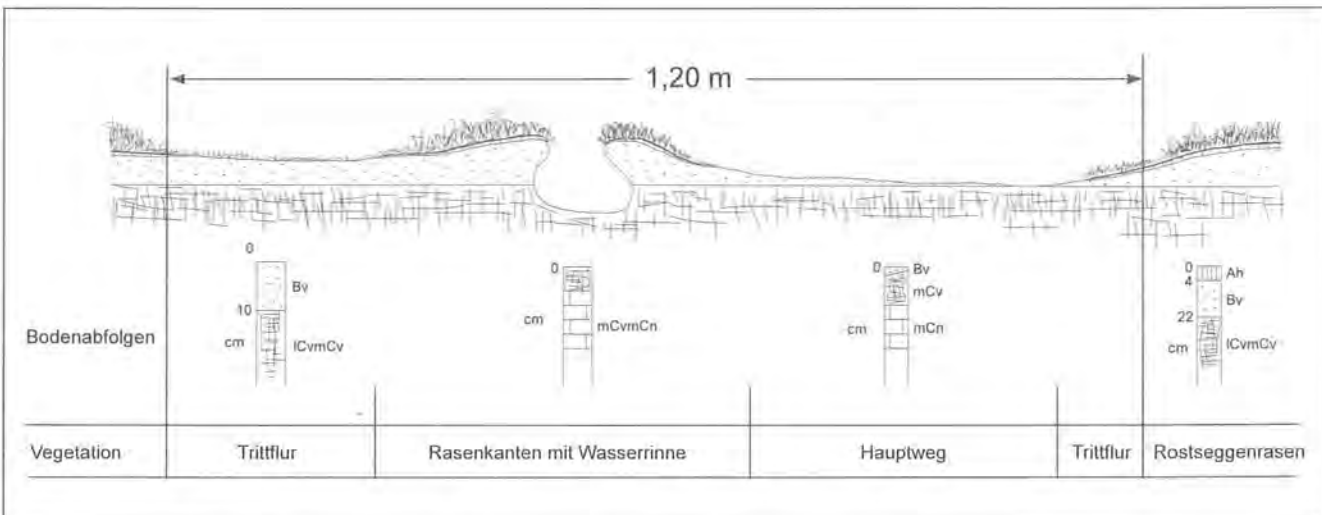 1,20 m
Bodenabfolgen
0
10
cm
Bv
lCvmCv
0
cm
mCvmCn
0
cm
Bv
mCv
mCn
0
4
22
cm
Ah
Bv
lCvmCv
Vegetation Trittflur Rasenkanten mit Wasserrinne Hauptweg Trittflur Rostseggenrasen